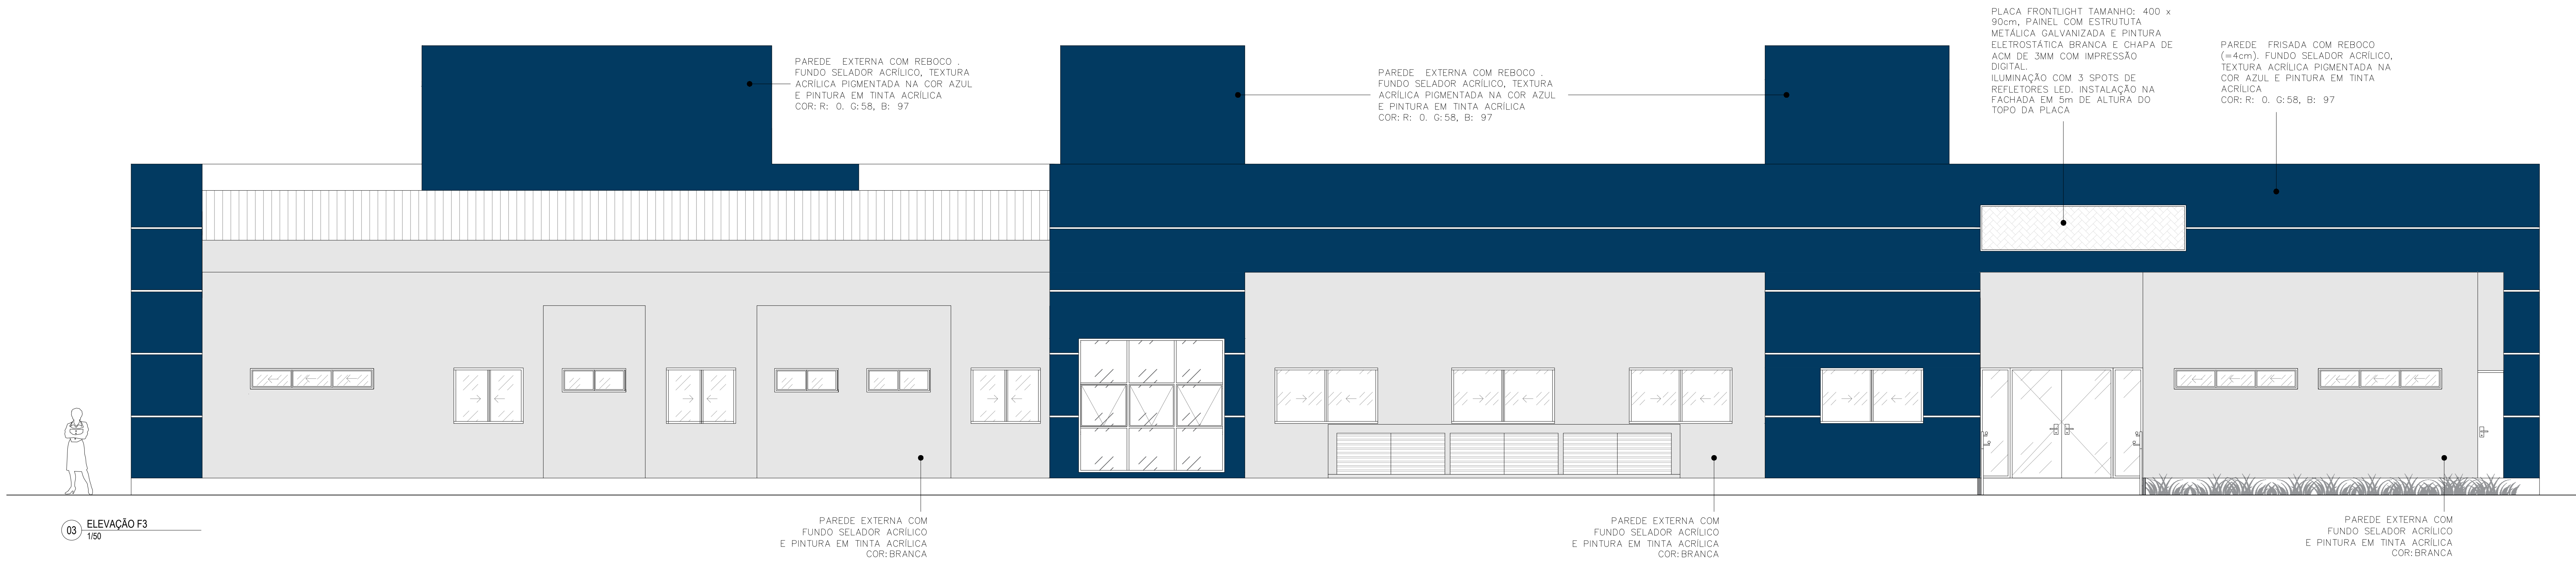 PLACA FRONTLIGHT TAMANHO: 400 x
90cm, PAINEL COM ESTRUTUTA
METÁLICA GALVANIZADA E PINTURA
ELETROSTÁTICA BRANCA E CHAPA DE
ACM DE 3MM COM IMPRESSÃO
DIGITAL.
ILUMINAÇÃO COM 3 SPOTS DE
REFLETORES LED. INSTALAÇÃO NA
FACHADA EM 5m DE ALTURA DO
TOPO DA PLACA
PAREDE FRISADA COM REBOCO
(=4cm). FUNDO SELADOR ACRÍLICO,
TEXTURA ACRÍLICA PIGMENTADA NA
COR AZUL E PINTURA EM TINTA
ACRÍLICA
COR: R: 0. G:58, B: 97
PAREDE EXTERNA COM REBOCO .
FUNDO SELADOR ACRÍLICO, TEXTURA
ACRÍLICA PIGMENTADA NA COR AZUL
E PINTURA EM TINTA ACRÍLICA
COR: R: 0. G:58, B: 97
PAREDE EXTERNA COM REBOCO .
FUNDO SELADOR ACRÍLICO, TEXTURA
ACRÍLICA PIGMENTADA NA COR AZUL
E PINTURA EM TINTA ACRÍLICA
COR: R: 0. G:58, B: 97
03 ELEVAÇÃO F3
1/50
PAREDE EXTERNA COM
FUNDO SELADOR ACRÍLICO
E PINTURA EM TINTA ACRÍLICA
COR: BRANCA
PAREDE EXTERNA COM
FUNDO SELADOR ACRÍLICO
E PINTURA EM TINTA ACRÍLICA
COR: BRANCA
PAREDE EXTERNA COM
FUNDO SELADOR ACRÍLICO
E PINTURA EM TINTA ACRÍLICA
COR: BRANCA